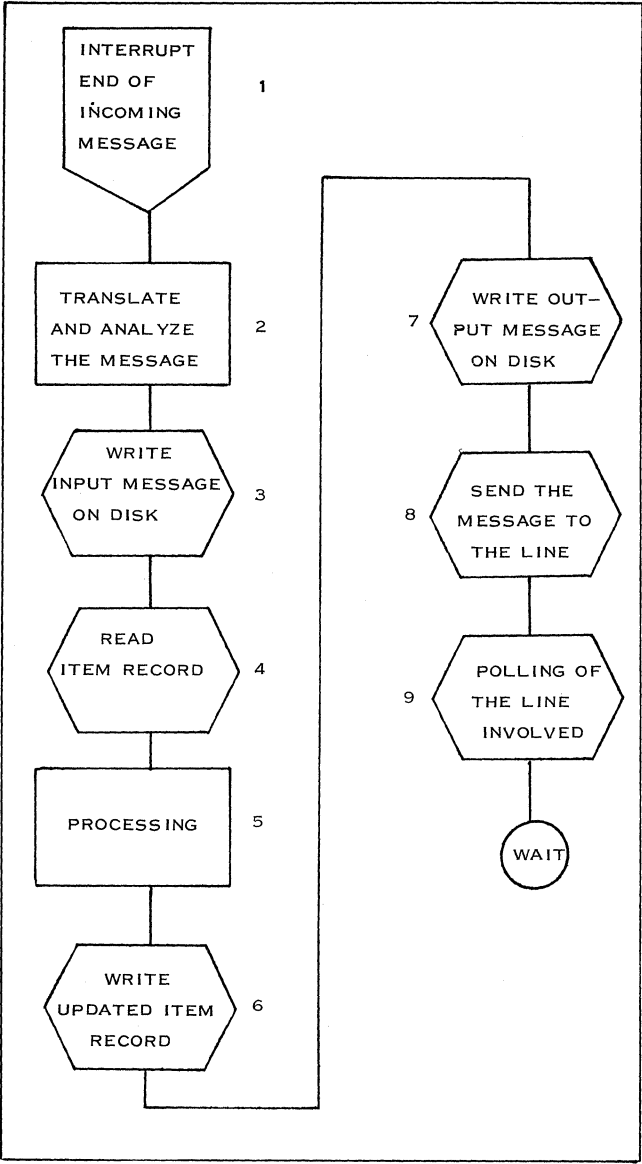 INTERRUPT
END OF
INCOMING
MESSAGE
1
TRANSLATE
AND ANALYZE
THE MESSAGE
2
WRITE
INPUT MESSAGE
ON DISK
3
READ
ITEM RECORD
4
PROCESSING
5
WRITE
UPDATED ITEM
RECORD
6
7
WRITE OUT-
PUT MESSAGE
ON DISK
8
SEND THE
MESSAGE TO
THE LINE
9
POLLING OF
THE LINE
INVOLVED
WAIT